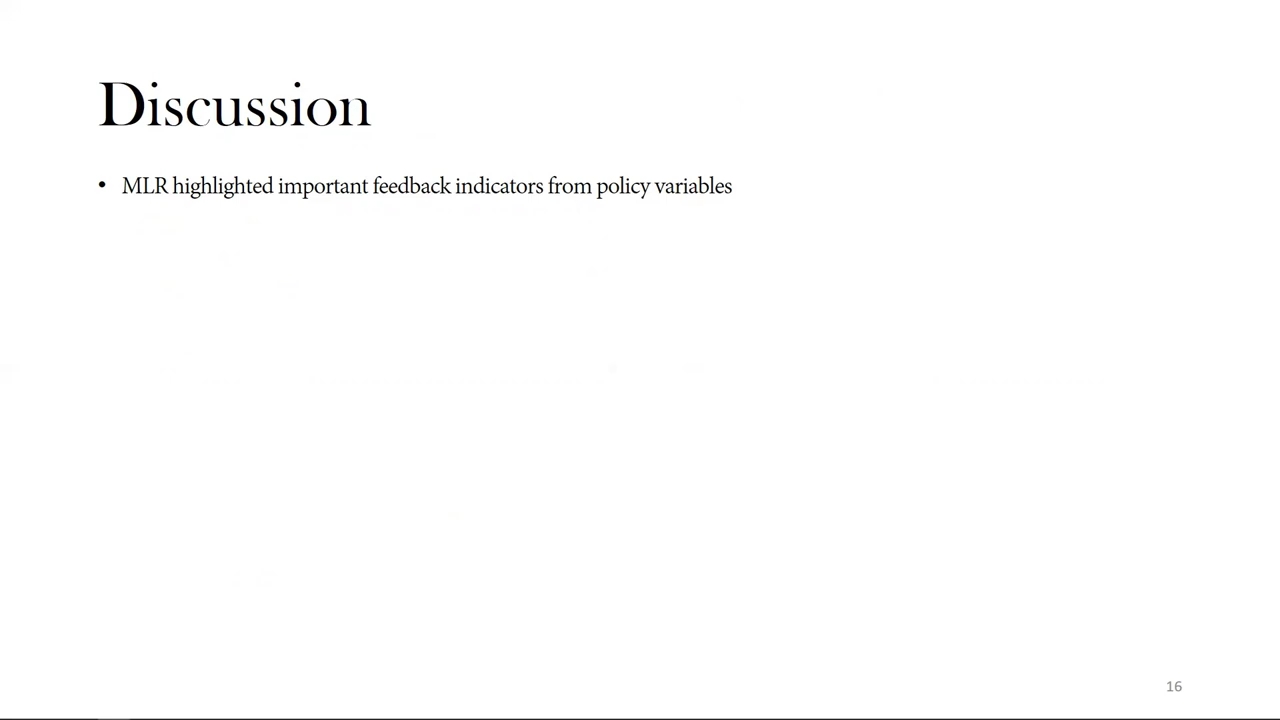 Discussion
• MLR highlighted important feedback indicators from policy variables
16